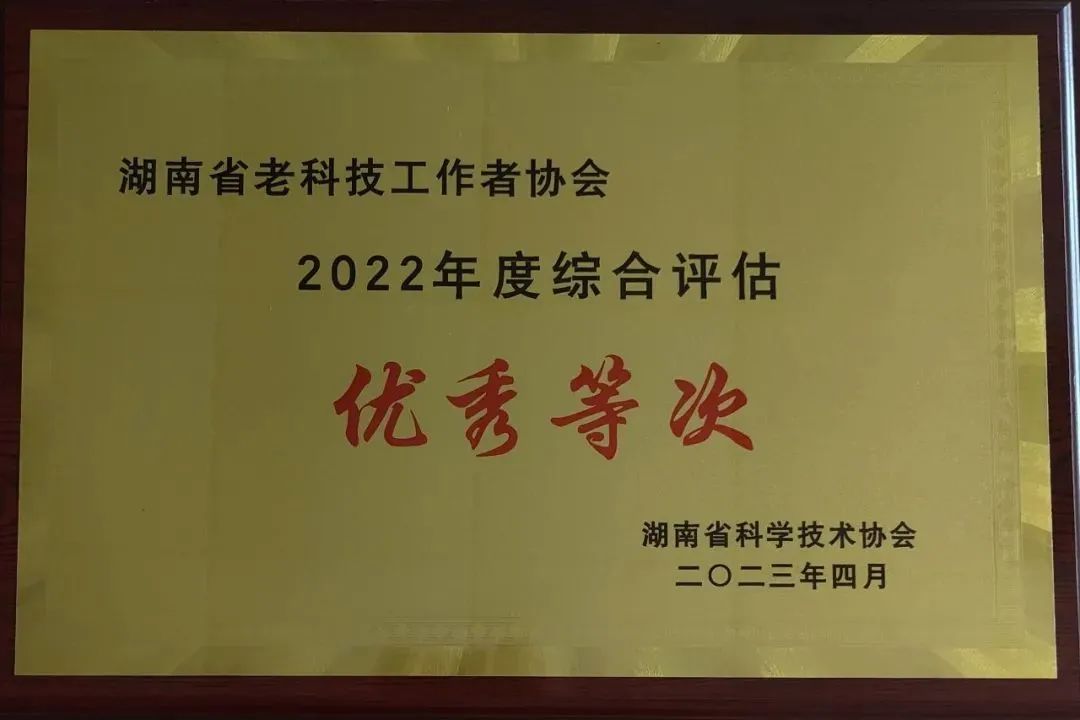 湖南省老科技工作者协会
2022年度综合评估
优秀等次
湖南省科学技术协会
二〇二三年四月